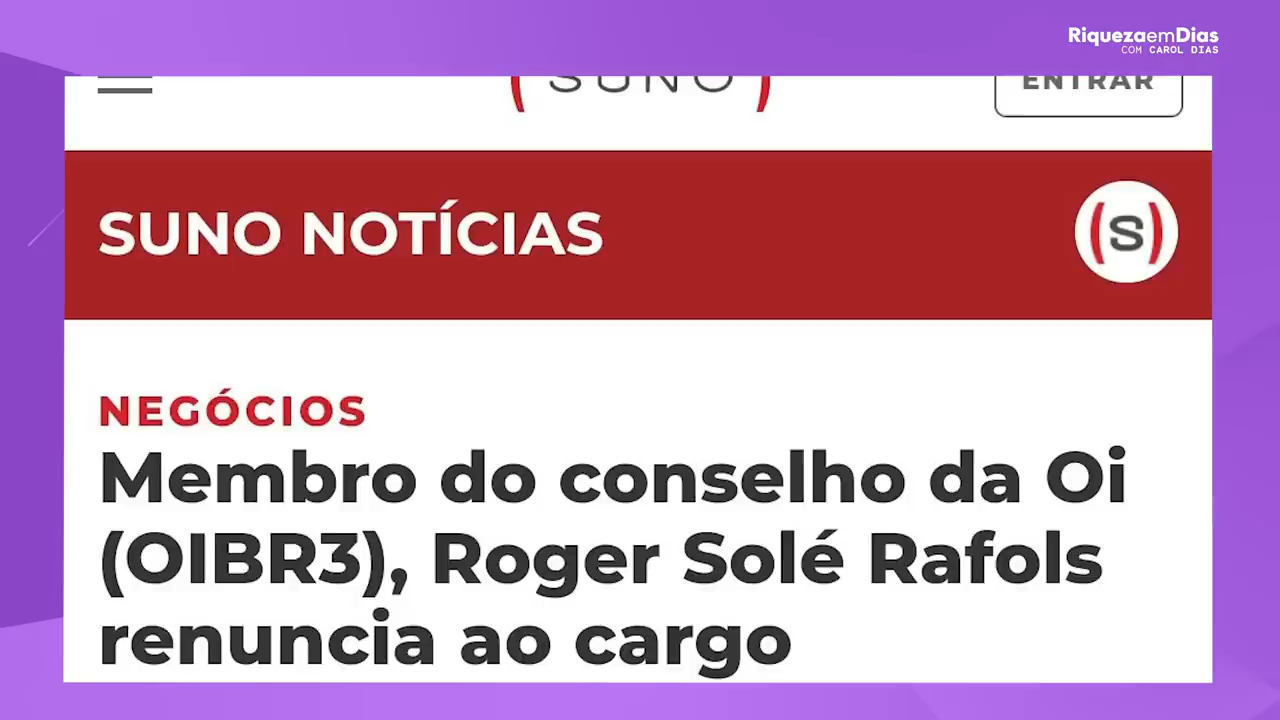 RiquezaemDias
COM CAROL DIAS
( SUNO )
ENTRAR
SUNO NOTÍCIAS
(S)
NEGÓCIOS
Membro do conselho da Oi
(OIBR3), Roger Solé Rafols
renuncia ao cargo